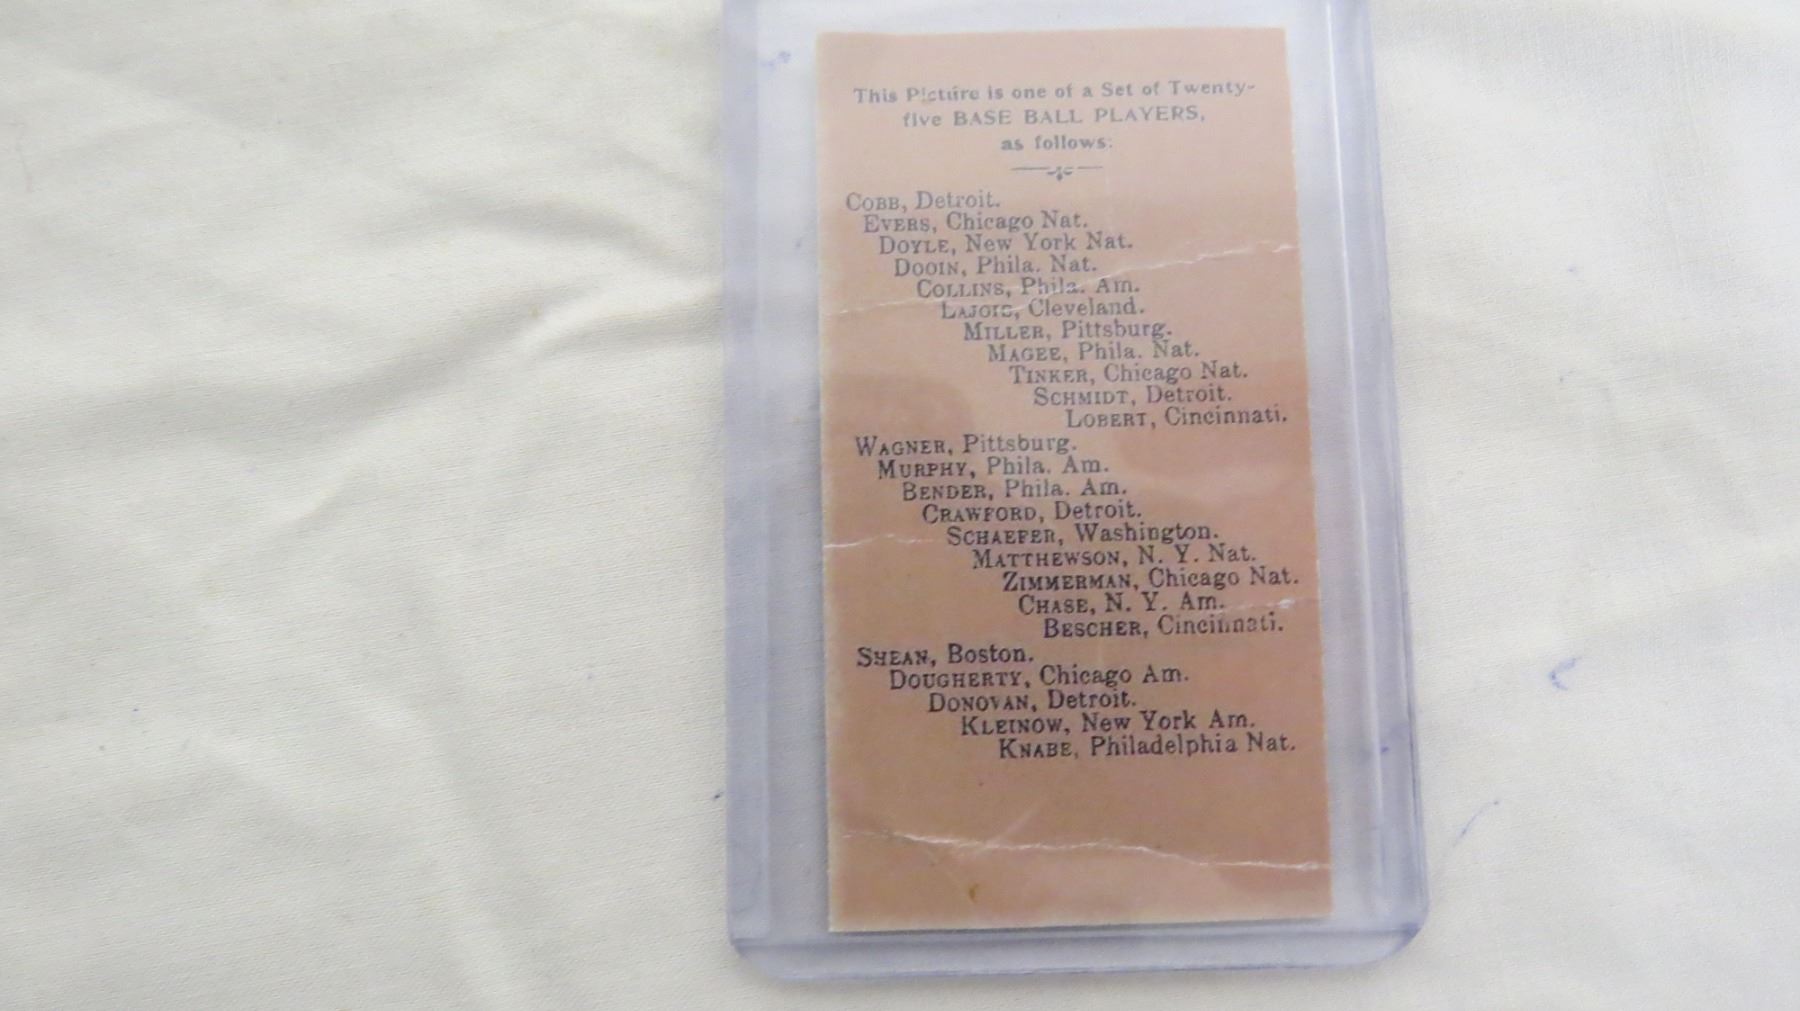 This Picture is one of a Set of Twenty-
five BASE BALL PLAYERS,
as follows:
COBB, Detroit.
EVERS, Chicago Nat.
DOYLE, New York Nat.
DOOIN, Phila. Nat.
COLLINS, Phila. Am.
LAJOIE, Cleveland.
MILLER, Pittsburg.
MAGEE, Phila. Nat.
TINKER, Chicago Nat.
SCHMIDT, Detroit.
LOBERT, Cincinnati.
WAGNER, Pittsburg.
MURPHY, Phila. Am.
BENDER, Phila. Am.
CRAWFORD, Detroit.
SCHAEFER, Washington.
MATTHEWSON, N. Y. Nat.
ZIMMERMAN, Chicago Nat.
CHASE, N. Y. Am.
BESCHER, Cincinnati.
SHEAN, Boston.
DOUGHERTY, Chicago Am.
DONOVAN, Detroit.
KLEINOW, New York Am.
KNABE, Philadelphia Nat.